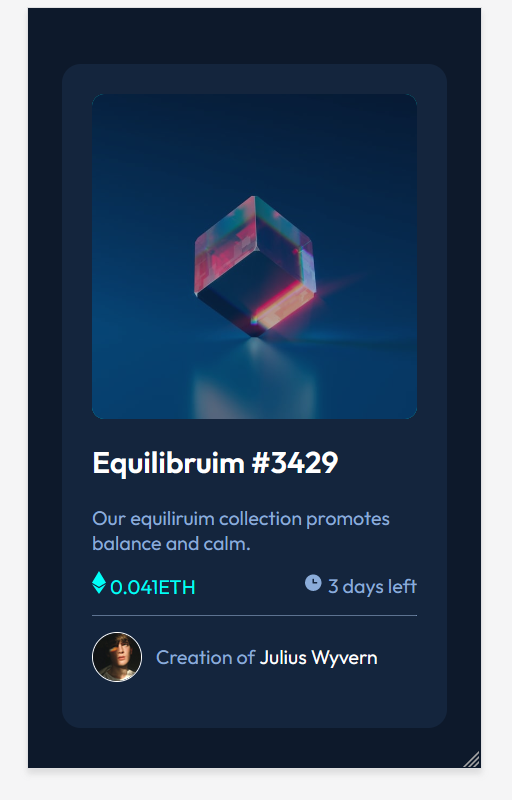 Equilibruim #3429
Our equiliruim collection promotes
balance and calm.
0.041ETH
3 days left
Creation of Julius Wyvern